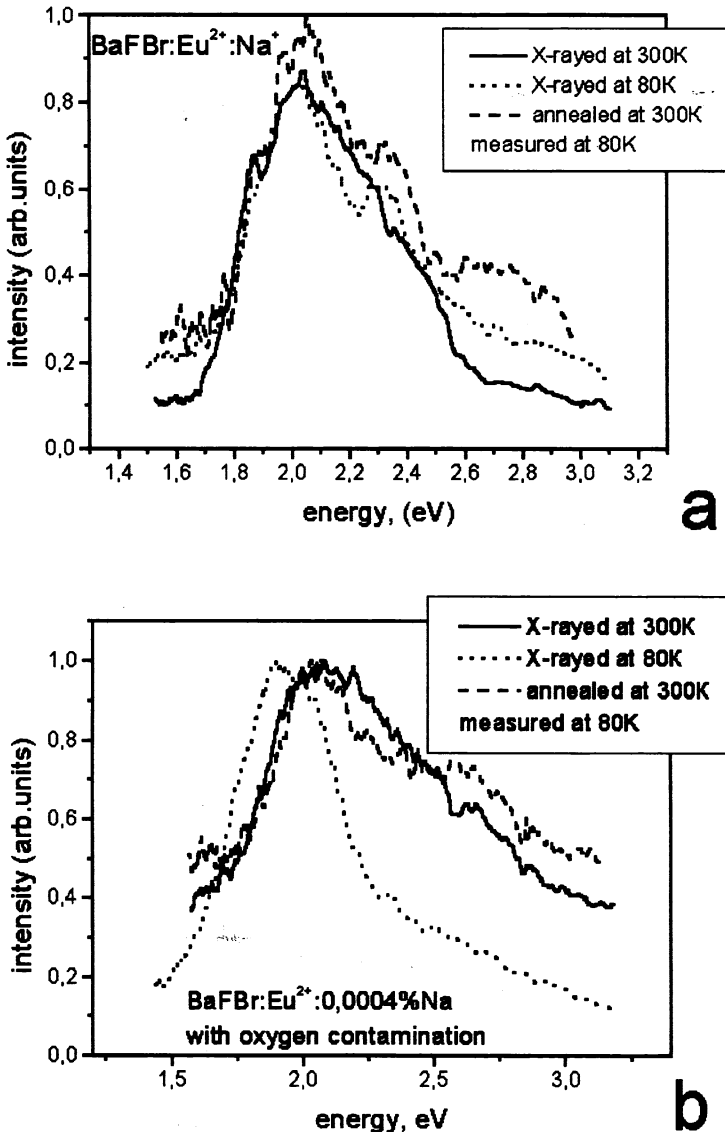 BaFBr:Eu²⁺:Na⁺
X-rayed at 300K
X-rayed at 80K
annealed at 300K
measured at 80K
1,0
0,8
0,6
0,4
0,2
0,0
intensity (arb.units)
1,4 1,6 1,8 2,0 2,2 2,4 2,6 2,8 3,0 3,2
energy, (eV)
a
X-rayed at 300K
X-rayed at 80K
annealed at 300K
measured at 80K
1,0
0,8
0,6
0,4
0,2
0,0
intensity (arb.units)
BaFBr:Eu²⁺:0,0004%Na
with oxygen contamination
1,5 2,0 2,5 3,0
energy, eV
b